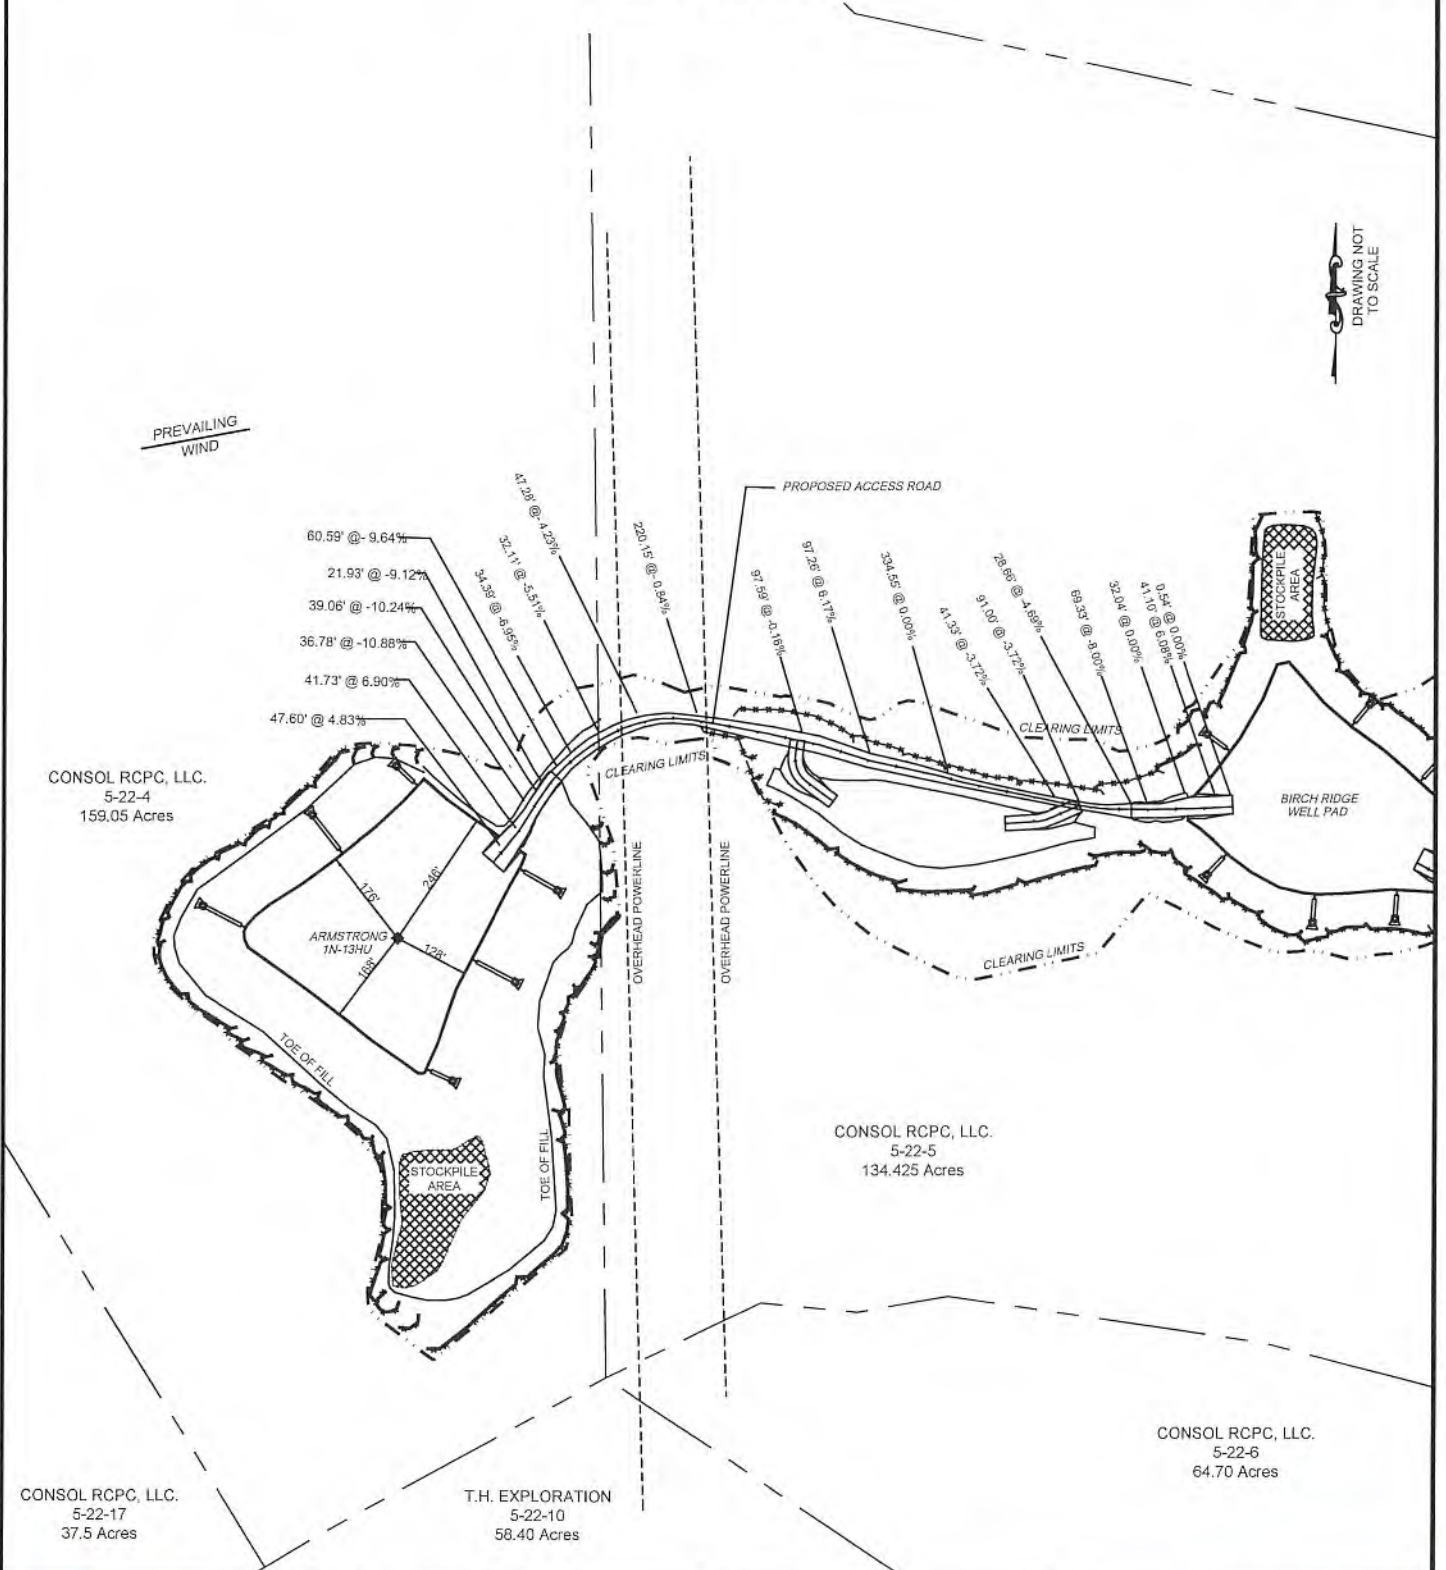 DRAWING NOT
TO SCALE
PREVAILING
WIND
PROPOSED ACCESS ROAD
60.59' @- 9.64%
21.93' @ -9.12%
39.06' @ -10.24%
36.78' @ -10.88%
41.73' @ 6.90%
47.60' @ 4.83%
34.39' @ -6.95%
32.11' @ -5.51%
47.28' @- 4.23%
220.15' @- 0.84%
97.59' @ -0.16%
97.26' @ 6.17%
334.55' @ 0.00%
41.33' @ -3.72%
91.00' @ -3.72%
28.66' @ -4.69%
69.33' @ -8.00%
32.04' @ 0.00%
41.10' @ 6.08%
0.54' @ 0.00%
STOCKPILE
AREA
CLEARING LIMITS
CLEARING LIMITS
CONSOL RCPC, LLC.
5-22-4
159.05 Acres
BIRCH RIDGE
WELL PAD
OVERHEAD POWERLINE
OVERHEAD POWERLINE
176'
246'
ARMSTRONG
1N-13HU
128'
168'
CLEARING LIMITS
TOE OF FILL
TOE OF FILL
STOCKPILE
AREA
CONSOL RCPC, LLC.
5-22-5
134.425 Acres
CONSOL RCPC, LLC.
5-22-6
64.70 Acres
CONSOL RCPC, LLC.
5-22-17
37.5 Acres
T.H. EXPLORATION
5-22-10
58.40 Acres